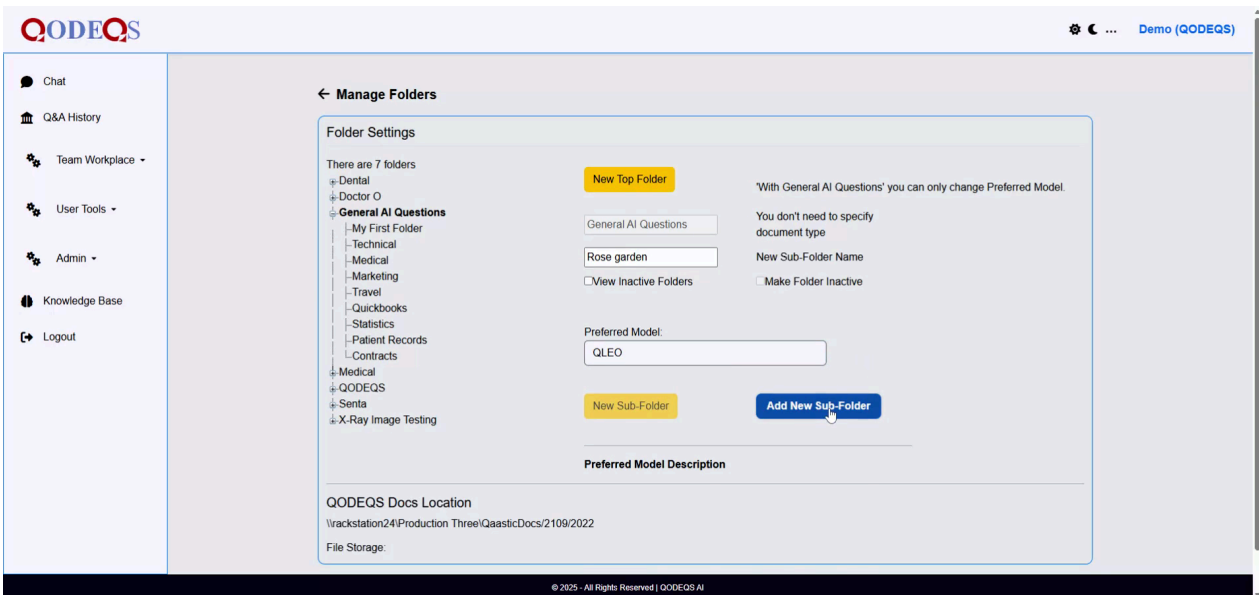 QODEQS
Demo (QODEQS)
Chat
Q&A History
Team Workplace
User Tools
Admin
Knowledge Base
Logout
Manage Folders
Folder Settings
There are 7 folders
Dental
Doctor O
General AI Questions
My First Folder
Technical
Medical
Marketing
Travel
Quickbooks
Statistics
Patient Records
Contracts
Medical
QODEQS
Senta
X-Ray Image Testing
New Top Folder
'With General AI Questions' you can only change Preferred Model.
General AI Questions
You don't need to specify
document type
Rose garden
New Sub-Folder Name
View Inactive Folders
Make Folder Inactive
Preferred Model:
QLEO
New Sub-Folder
Add New Sub-Folder
Preferred Model Description
QODEQS Docs Location
\\rackstation24\Production Three\QaasticDocs/2109/2022
File Storage:
© 2025 - All Rights Reserved | QODEQS AI